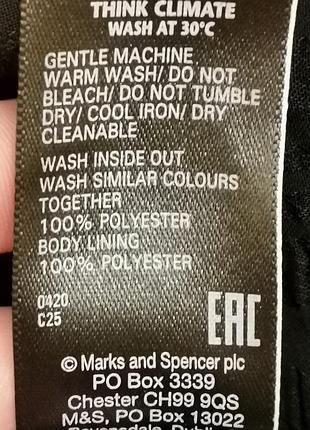 THINK CLIMATE
WASH AT 30°C
GENTLE MACHINE
WARM WASH/ DO NOT
BLEACH/ DO NOT TUMBLE
DRY/ COOL IRON/ DRY
CLEANABLE
WASH INSIDE OUT
WASH SIMILAR COLOURS
TOGETHER
100% POLYESTER
BODY LINING
100% POLYESTER
0420
C25
EAC
© Marks and Spencer plc
PO Box 3339
Chester CH99 9QS
M&S, PO Box 13022